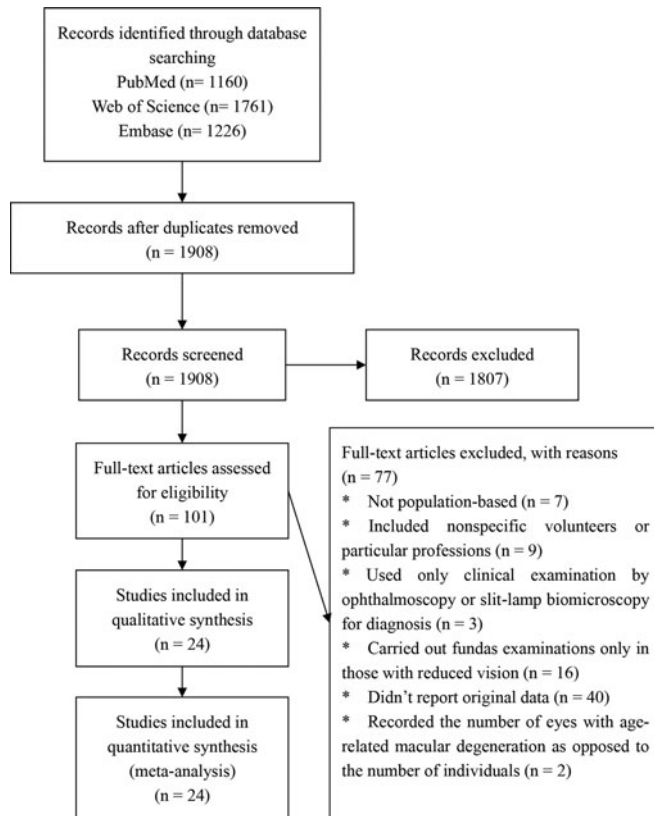 Records identified through database
searching
PubMed (n= 1160)
Web of Science (n= 1761)
Embase (n= 1226)
Records after duplicates removed
(n = 1908)
Records screened
(n = 1908)
Records excluded
(n = 1807)
Full-text articles assessed
for eligibility
(n = 101)
Full-text articles excluded, with reasons
(n = 77)
* Not population-based (n = 7)
* Included nonspecific volunteers or
particular professions (n = 9)
* Used only clinical examination by
ophthalmoscopy or slit-lamp biomicroscopy
for diagnosis (n = 3)
* Carried out fundas examinations only in
those with reduced vision (n = 16)
* Didn't report original data (n = 40)
* Recorded the number of eyes with age-
related macular degeneration as opposed to
the number of individuals (n = 2)
Studies included in
qualitative synthesis
(n = 24)
Studies included in
quantitative synthesis
(meta-analysis)
(n = 24)